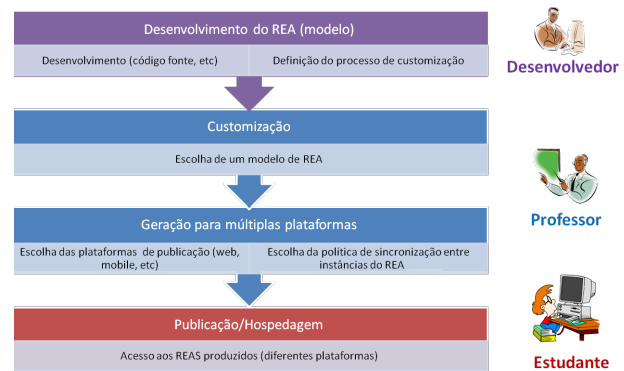 Desenvolvimento do REA (modelo)
Desenvolvimento (código fonte, etc)
Definição do processo de customização
Desenvolvedor
Customização
Escolha de um modelo de REA
Professor
Geração para múltiplas plataformas
Escolha das plataformas de publicação (web,
mobile, etc)
Escolha da política de sincronização entre
instâncias do REA
Publicação/Hospedagem
Acesso aos REAS produzidos (diferentes plataformas)
Estudante